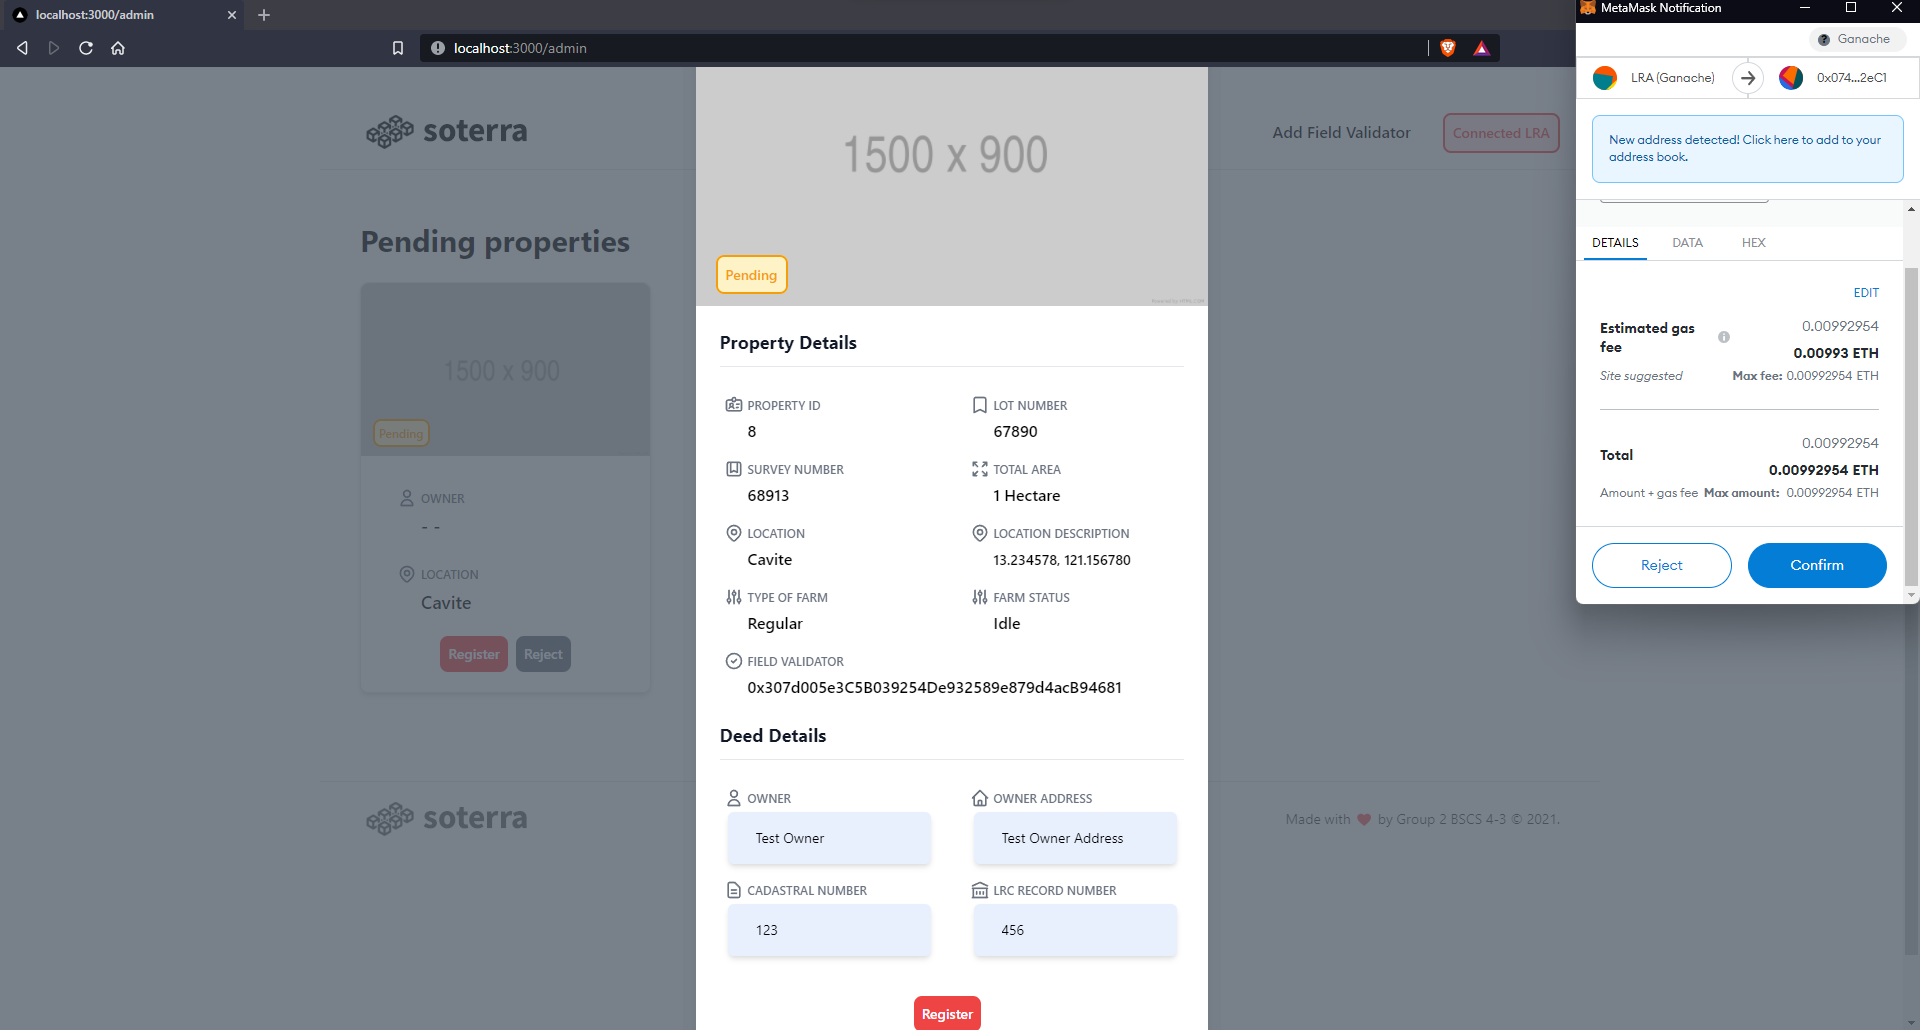 localhost:3000/admin
localhost:3000/admin
soterra
Add Field Validator
Connected LRA
Pending properties
1500 x 900
Pending
OWNER
- -
LOCATION
Cavite
Register
Reject
1500 x 900
Pending
Property Details
PROPERTY ID
8
LOT NUMBER
67890
SURVEY NUMBER
68913
TOTAL AREA
1 Hectare
LOCATION
Cavite
LOCATION DESCRIPTION
13.234578, 121.156780
TYPE OF FARM
Regular
FARM STATUS
Idle
FIELD VALIDATOR
0x307d005e3C5B039254De932589e879d4acB94681
Deed Details
OWNER
Test Owner
OWNER ADDRESS
Test Owner Address
CADASTRAL NUMBER
123
LRC RECORD NUMBER
456
Register
soterra
Made with ❤ by Group 2 BSCS 4-3 © 2021.
MetaMask Notification
Ganache
LRA (Ganache)
0x074...2eC1
New address detected! Click here to add to your
address book.
DETAILS
DATA
HEX
EDIT
Estimated gas
fee
0.00992954
0.00993 ETH
Site suggested
Max fee: 0.00992954 ETH
Total
0.00992954
0.00992954 ETH
Amount + gas fee
Max amount: 0.00992954 ETH
Reject
Confirm